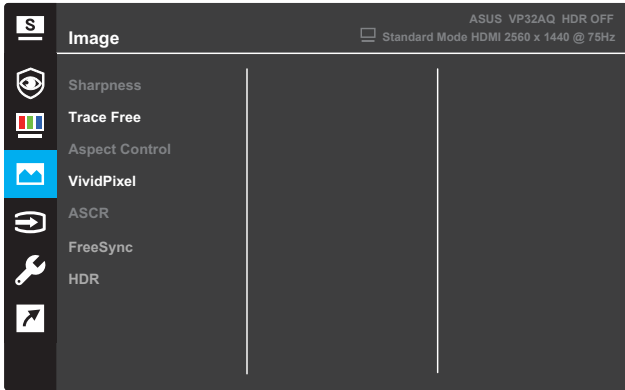 S
ASUS VP32AQ HDR OFF
Image
Standard Mode HDMI 2560 x 1440 @ 75Hz
Sharpness
Trace Free
Aspect Control
VividPixel
ASCR
FreeSync
HDR